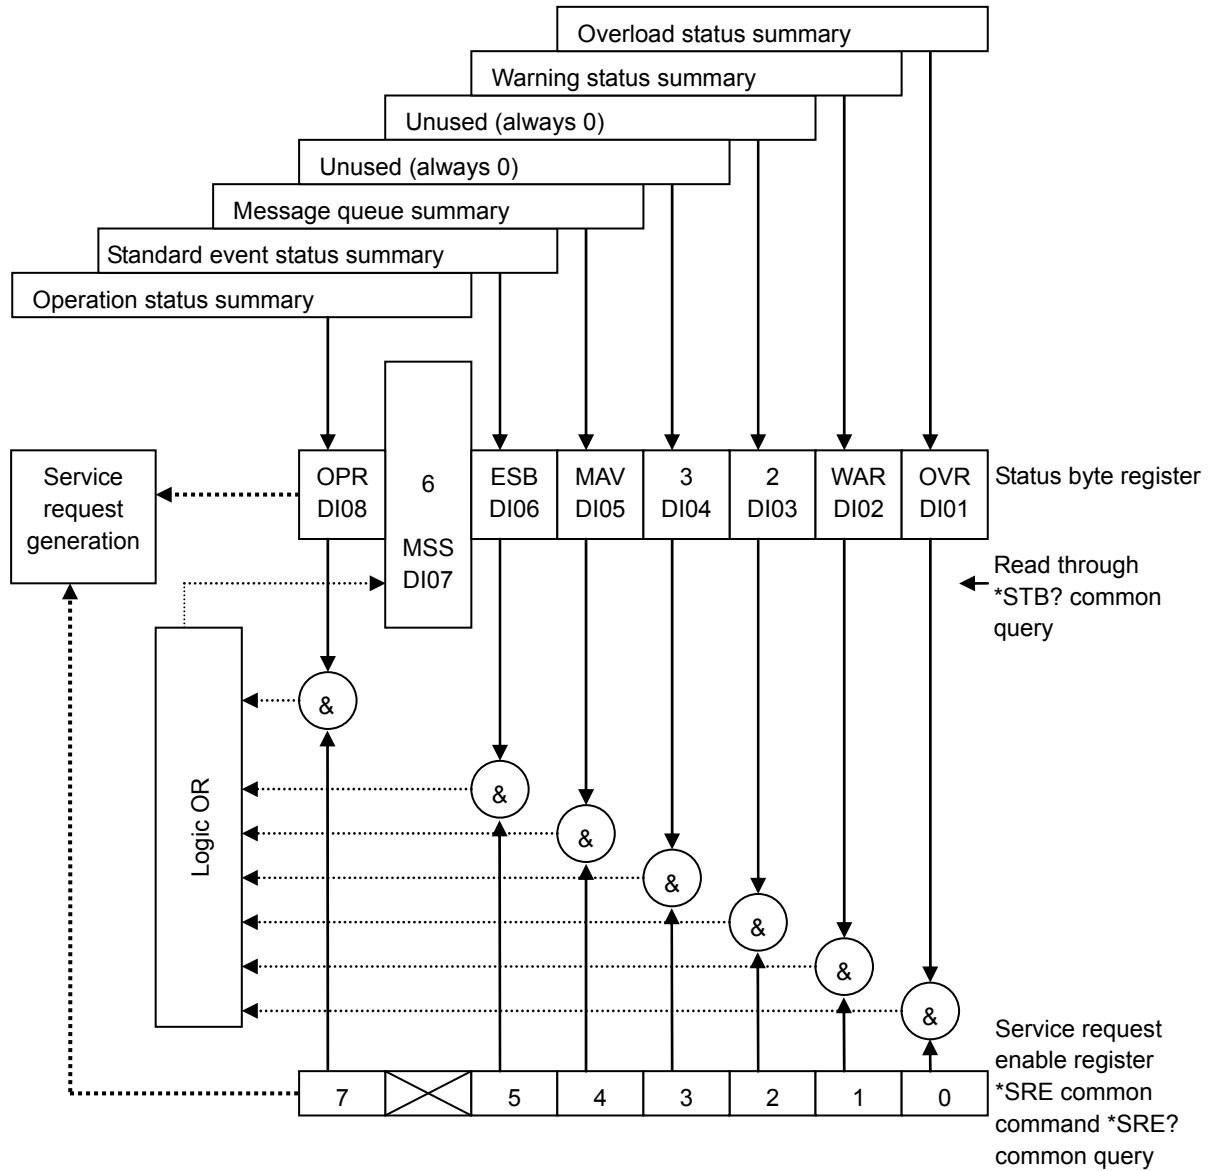 Overload status summary
Warning status summary
Unused (always 0)
Unused (always 0)
Message queue summary
Standard event status summary
Operation status summary
Service
request
generation
OPR
DI08
6
MSS
DI07
ESB
DI06
MAV
DI05
3
DI04
2
DI03
WAR
DI02
OVR
DI01
Status byte register
Read through
*STB? common
query
Logic OR
&
&
&
&
&
&
&
7
5
4
3
2
1
0
Service request
enable register
*SRE common
command *SRE?
common query